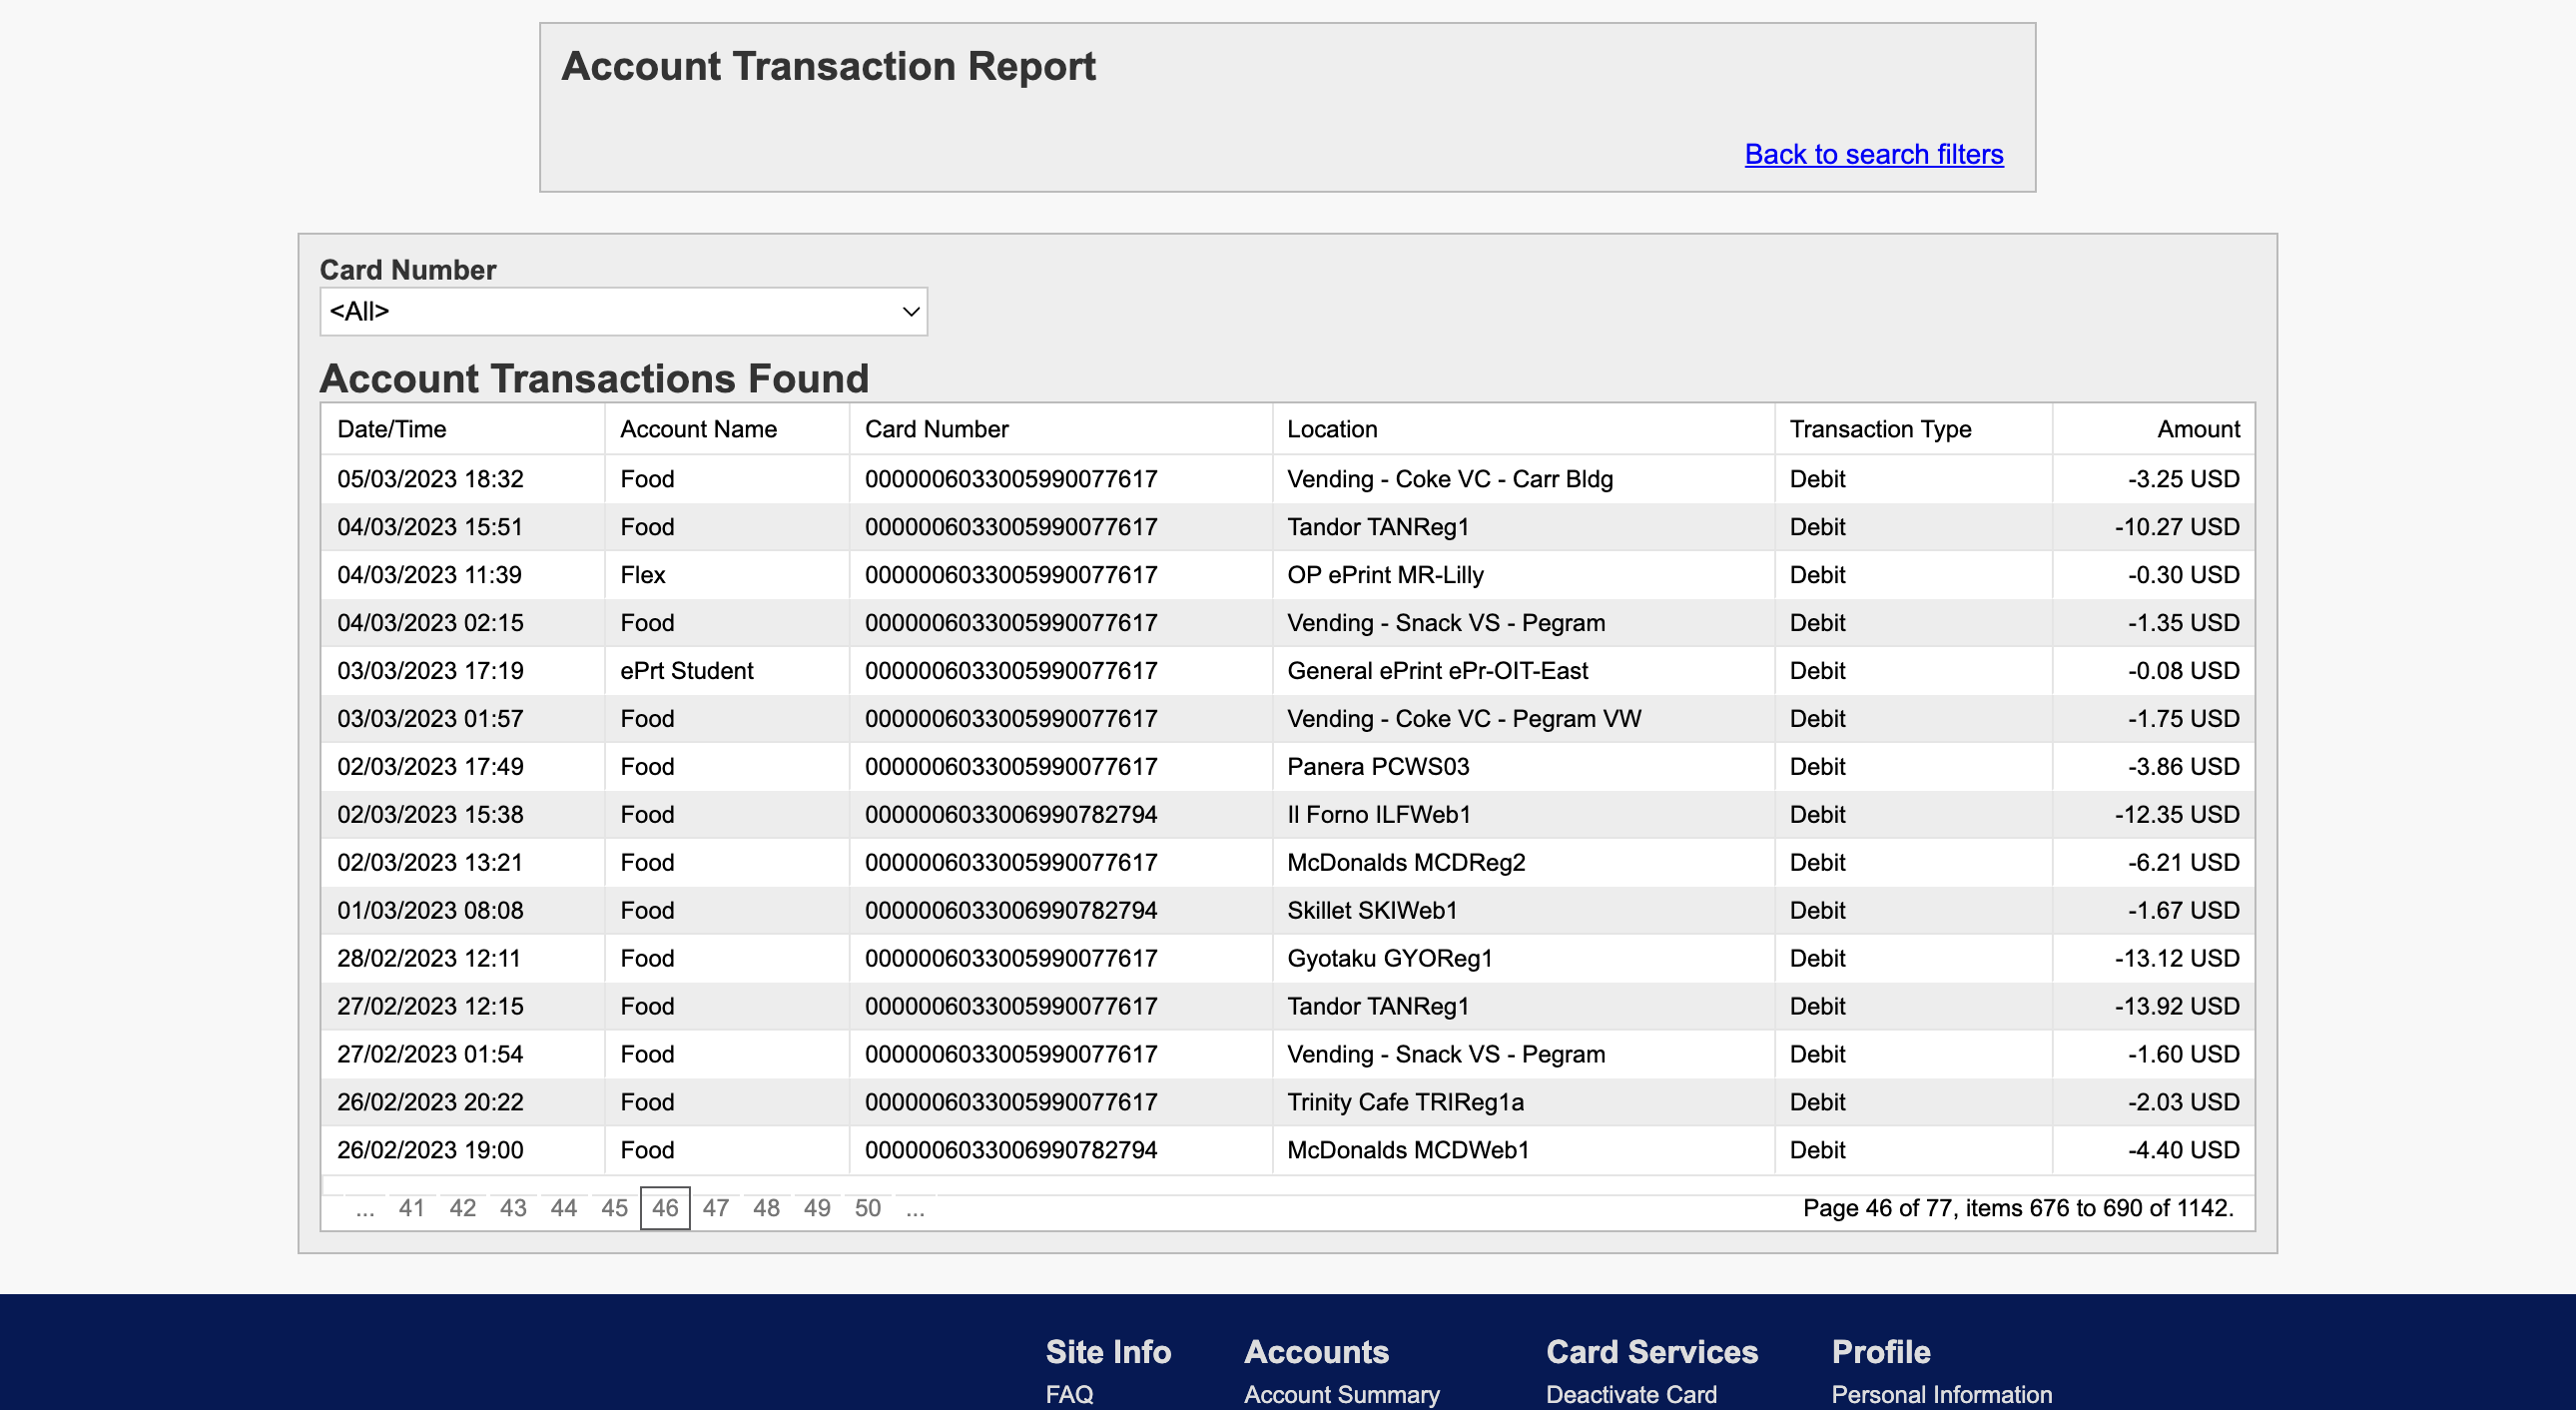 Account Transaction Report
Back to search filters
Card Number
<All>
Account Transactions Found
Date/Time Account Name Card Number Location Transaction Type Amount
05/03/2023 18:32 Food 0000006033005990077617 Vending - Coke VC - Carr Bldg Debit -3.25 USD
04/03/2023 15:51 Food 0000006033005990077617 Tandor TANReg1 Debit -10.27 USD
04/03/2023 11:39 Flex 0000006033005990077617 OP ePrint MR-Lilly Debit -0.30 USD
04/03/2023 02:15 Food 0000006033005990077617 Vending - Snack VS - Pegram Debit -1.35 USD
03/03/2023 17:19 ePrt Student 0000006033005990077617 General ePrint ePr-OIT-East Debit -0.08 USD
03/03/2023 01:57 Food 0000006033005990077617 Vending - Coke VC - Pegram VW Debit -1.75 USD
02/03/2023 17:49 Food 0000006033005990077617 Panera PCWS03 Debit -3.86 USD
02/03/2023 15:38 Food 0000006033006990782794 Il Forno ILFWeb1 Debit -12.35 USD
02/03/2023 13:21 Food 0000006033005990077617 McDonalds MCDReg2 Debit -6.21 USD
01/03/2023 08:08 Food 0000006033006990782794 Skillet SKIWeb1 Debit -1.67 USD
28/02/2023 12:11 Food 0000006033005990077617 Gyotaku GYOReg1 Debit -13.12 USD
27/02/2023 12:15 Food 0000006033005990077617 Tandor TANReg1 Debit -13.92 USD
27/02/2023 01:54 Food 0000006033005990077617 Vending - Snack VS - Pegram Debit -1.60 USD
26/02/2023 20:22 Food 0000006033005990077617 Trinity Cafe TRIReg1a Debit -2.03 USD
26/02/2023 19:00 Food 0000006033006990782794 McDonalds MCDWeb1 Debit -4.40 USD
... 41 42 43 44 45 46 47 48 49 50 ... Page 46 of 77, items 676 to 690 of 1142.
Site Info Accounts Card Services Profile
FAQ Account Summary Deactivate Card Personal Information